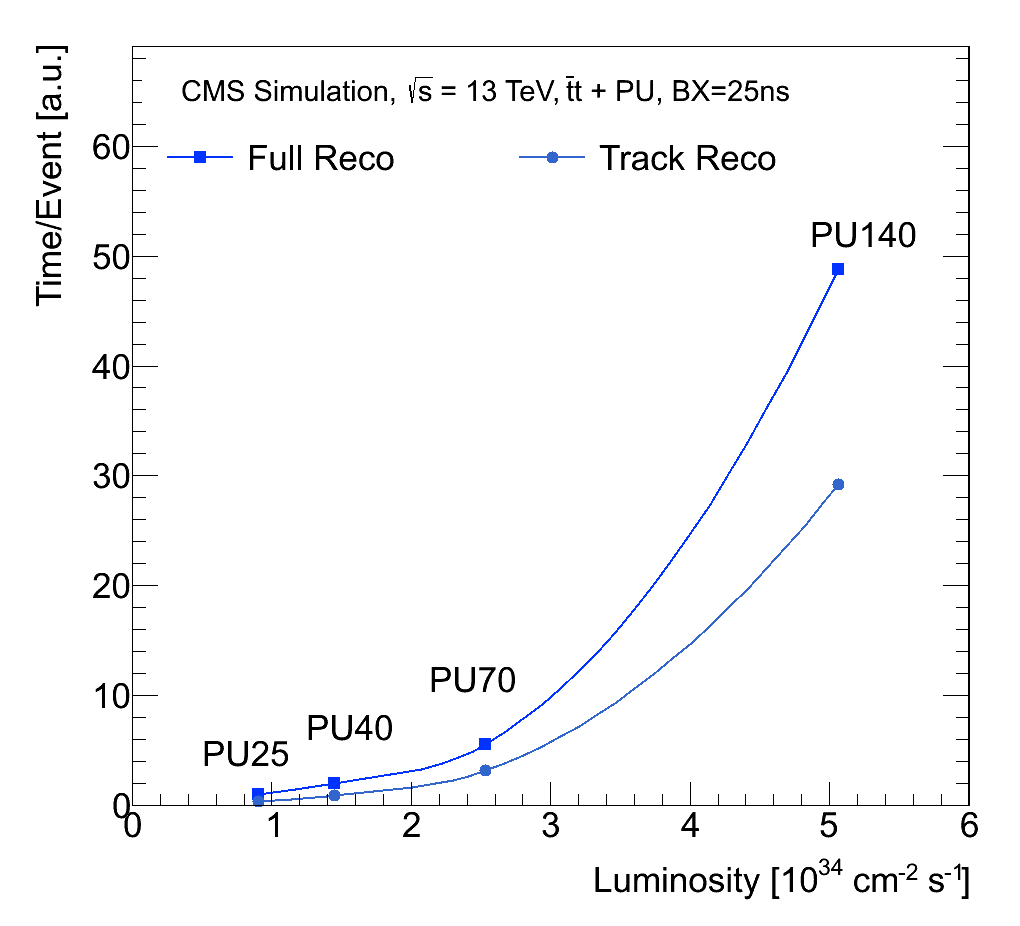 Time/Event [a.u.]
CMS Simulation, √s = 13 TeV, t̄t + PU, BX=25ns
Full Reco
Track Reco
60
50
40
30
20
10
0
PU140
PU70
PU40
PU25
0 1 2 3 4 5 6
Luminosity [10³⁴ cm⁻² s⁻¹]